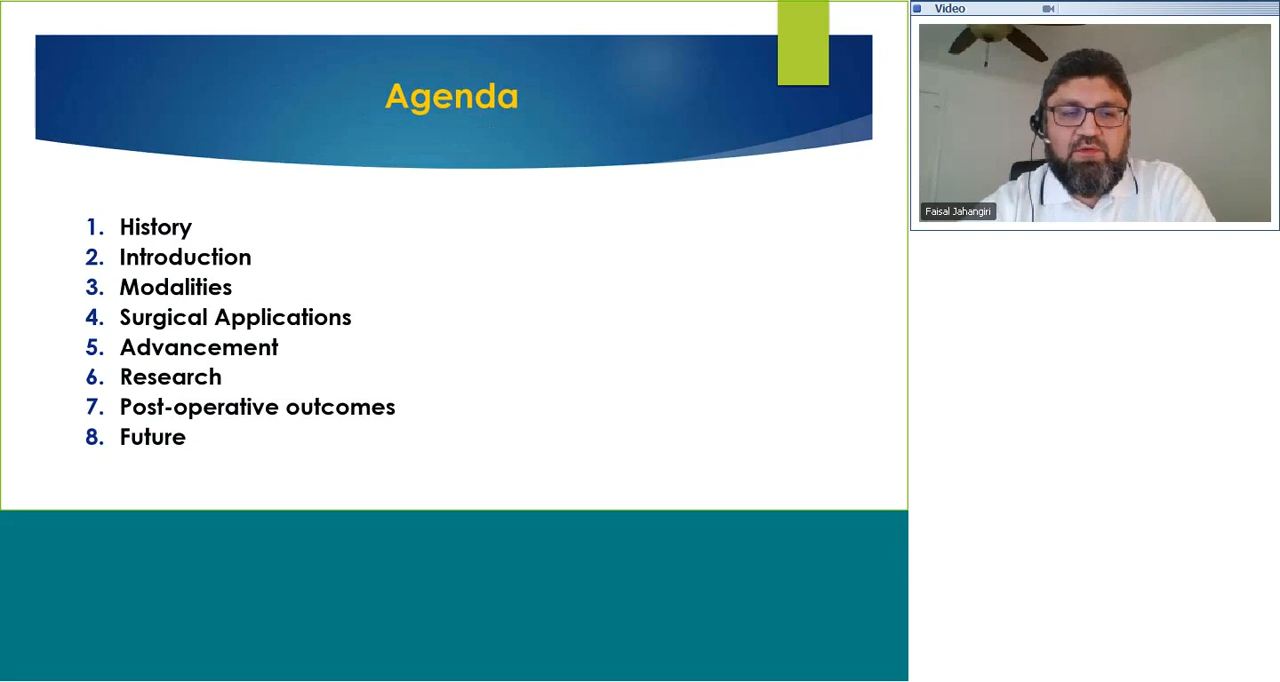 Agenda
1. History
2. Introduction
3. Modalities
4. Surgical Applications
5. Advancement
6. Research
7. Post-operative outcomes
8. Future
Video
Faisal Jahangiri